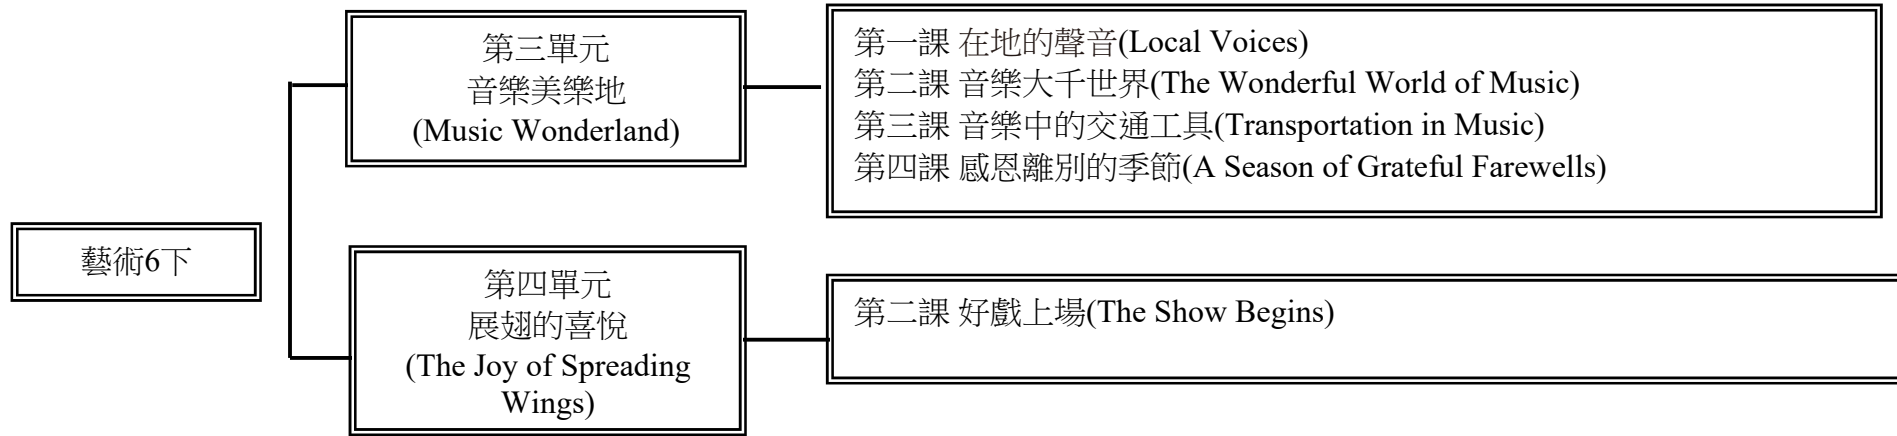 藝術6下
第三單元
音樂美樂地
(Music Wonderland)
第一課 在地的聲音(Local Voices)
第二課 音樂大千世界(The Wonderful World of Music)
第三課 音樂中的交通工具(Transportation in Music)
第四課 感恩離別的季節(A Season of Grateful Farewells)
第四單元
展翅的喜悅
(The Joy of Spreading
Wings)
第二課 好戲上場(The Show Begins)